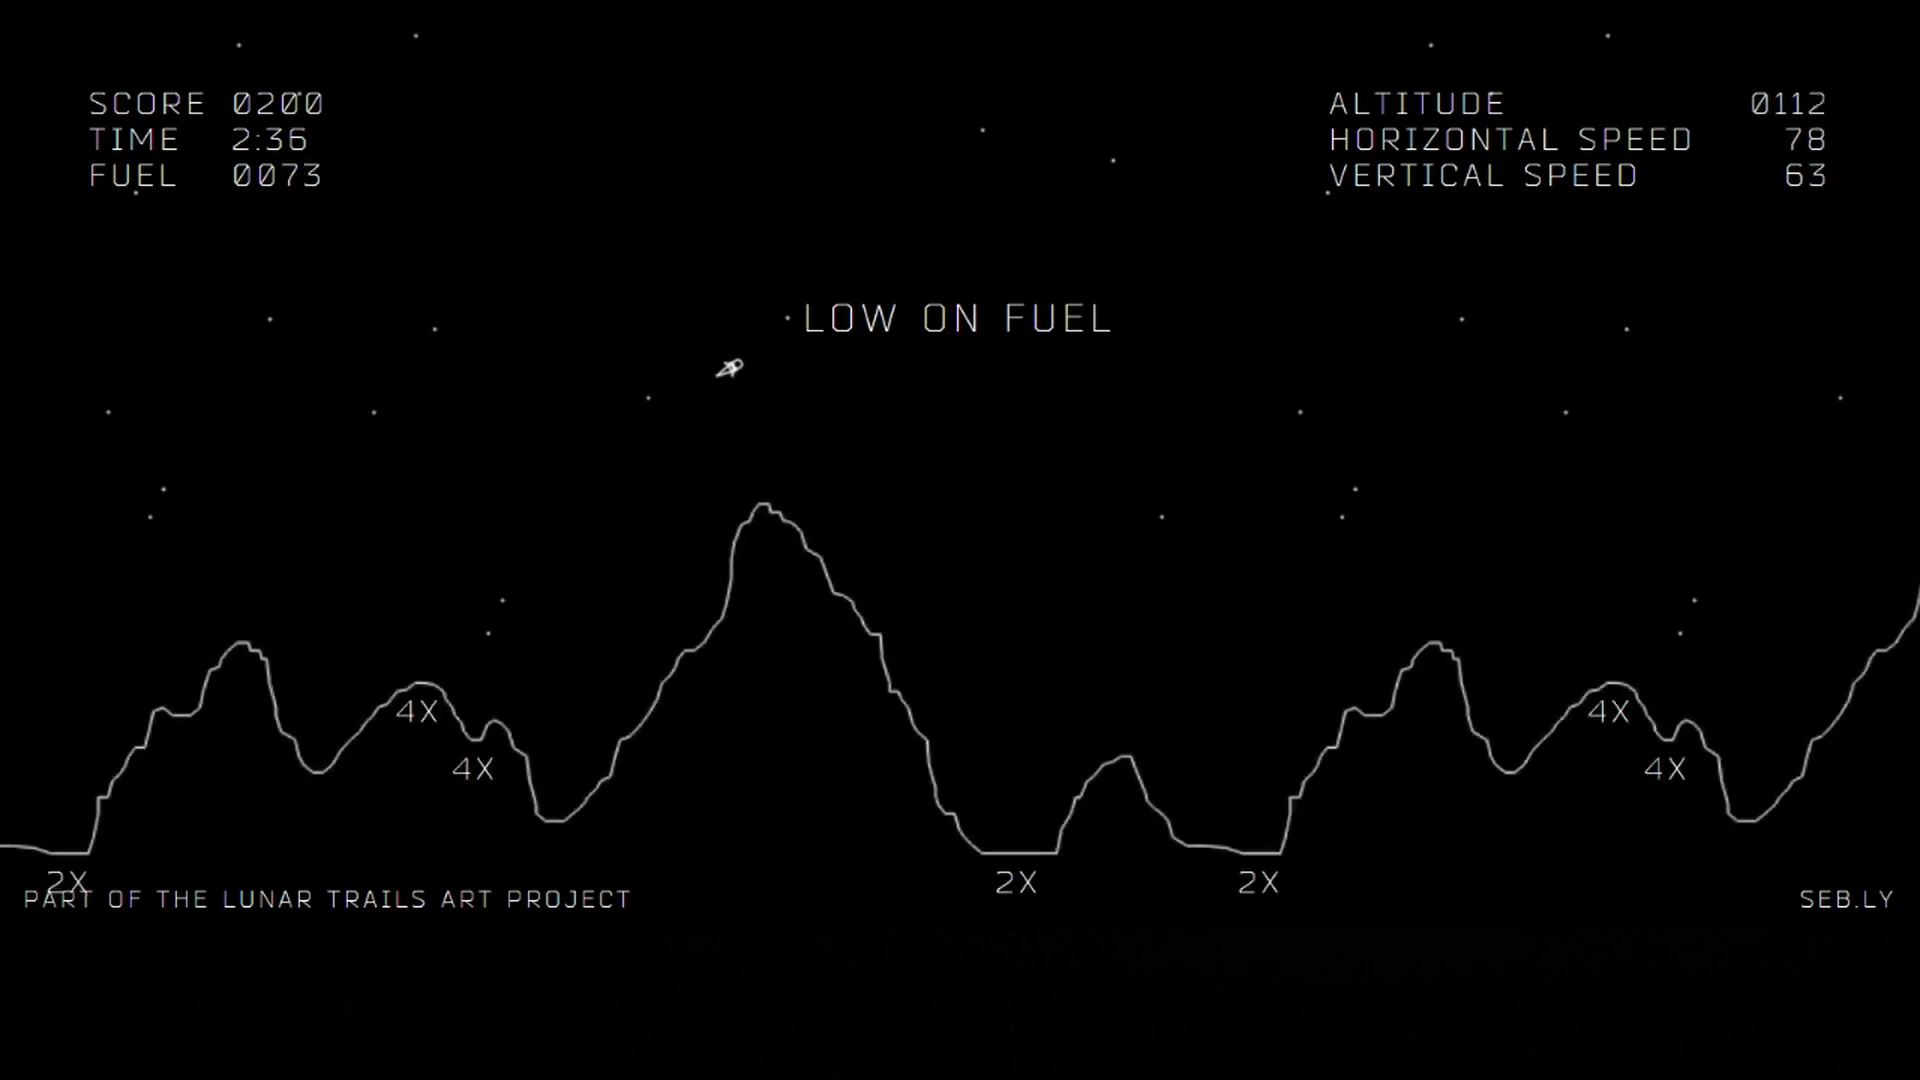 SCORE 0200
TIME 2:36
FUEL 0073
ALTITUDE 0112
HORIZONTAL SPEED 78
VERTICAL SPEED 63
LOW ON FUEL
4X
4X
4X
4X
2X
2X
2X
PART OF THE LUNAR TRAILS ART PROJECT
SEB.LY